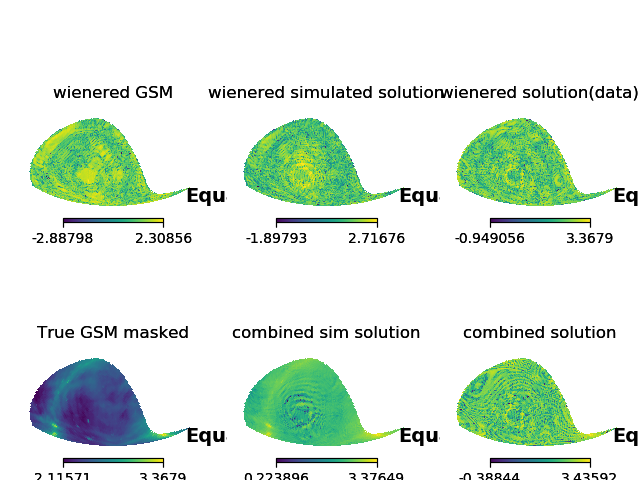 wienered GSM
wienered simulated solution
wienered solution(data)
Equ
Equ
Eq
-2.88798 2.30856
-1.89793 2.71676
-0.949056 3.3679
True GSM masked
combined sim solution
combined solution
Equ
Equ
Eq
2.11571 3.3679
0.223896 3.37649
-0.38844 3.43592